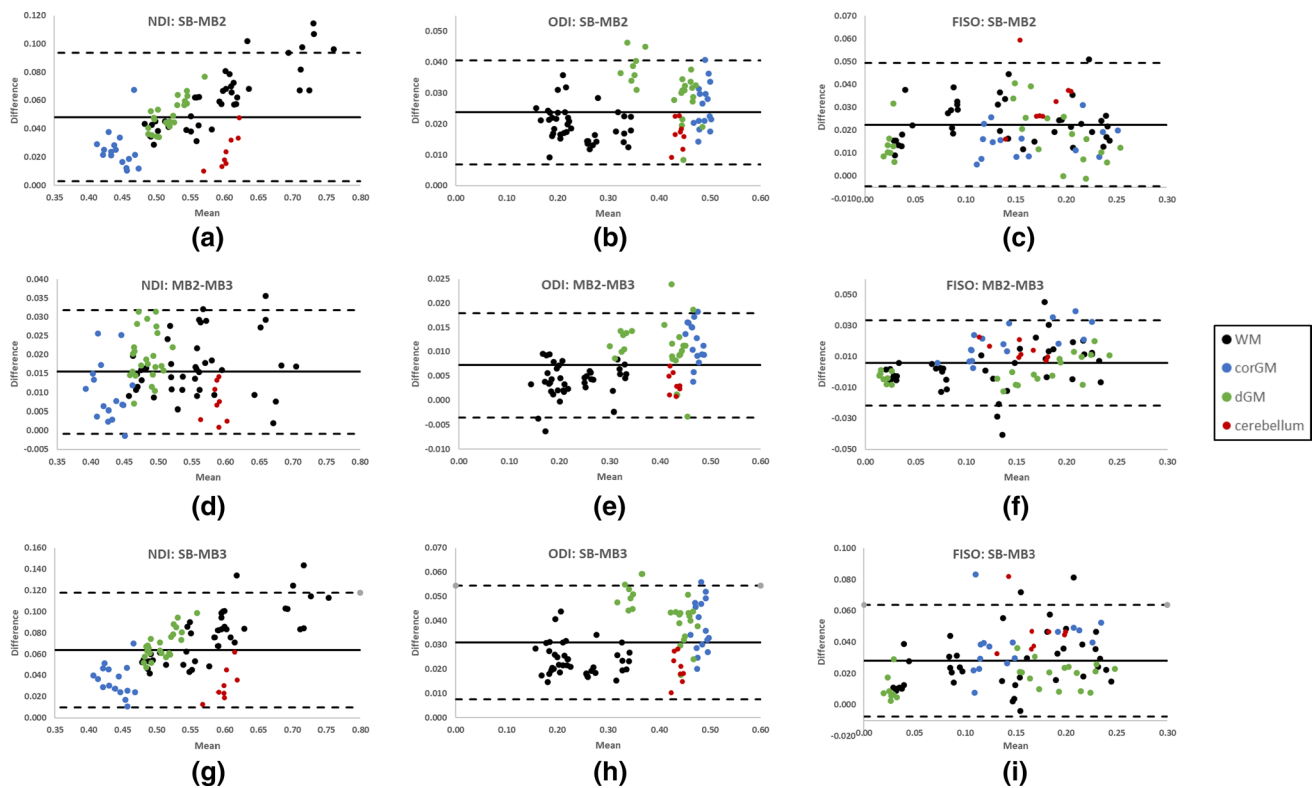 NDI: SB-MB2
0.120
0.100
0.080
0.060
0.040
0.020
0.000
Difference
0.35 0.40 0.45 0.50 0.55 0.60 0.65 0.70 0.75 0.80
Mean
(a)
ODI: SB-MB2
0.050
0.040
0.030
0.020
0.010
0.000
Difference
0.00 0.10 0.20 0.30 0.40 0.50 0.60
Mean
(b)
FISO: SB-MB2
0.070
0.060
0.050
0.040
0.030
0.020
0.010
0.000
-0.010
Difference
0.00 0.05 0.10 0.15 0.20 0.25 0.30
Mean
(c)
NDI: MB2-MB3
0.040
0.035
0.030
0.025
0.020
0.015
0.010
0.005
0.000
-0.005
Difference
0.35 0.40 0.45 0.50 0.55 0.60 0.65 0.70 0.75 0.80
Mean
(d)
ODI: MB2-MB3
0.025
0.020
0.015
0.010
0.005
0.000
-0.005
-0.010
Difference
0.00 0.10 0.20 0.30 0.40 0.50 0.60
Mean
(e)
FISO: MB2-MB3
0.050
0.030
0.010
-0.010
-0.030
-0.050
Difference
0.00 0.05 0.10 0.15 0.20 0.25 0.30
Mean
(f)
WM
corGM
dGM
cerebellum
NDI: SB-MB3
0.160
0.140
0.120
0.100
0.080
0.060
0.040
0.020
0.000
Difference
0.35 0.40 0.45 0.50 0.55 0.60 0.65 0.70 0.75 0.80
Mean
(g)
ODI: SB-MB3
0.070
0.060
0.050
0.040
0.030
0.020
0.010
0.000
Difference
0.00 0.10 0.20 0.30 0.40 0.50 0.60
Mean
(h)
FISO: SB-MB3
0.100
0.080
0.060
0.040
0.020
0.000
-0.020
Difference
0.00 0.05 0.10 0.15 0.20 0.25 0.30
Mean
(i)